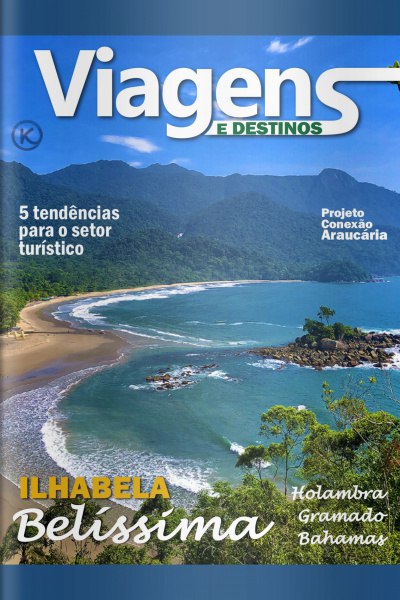 Viagens
E DESTINOS
K
5 tendências
para o setor
turístico
Projeto
Conexão
Araucária
ILHABELA
Belíssima
Holambra
Gramado
Bahamas